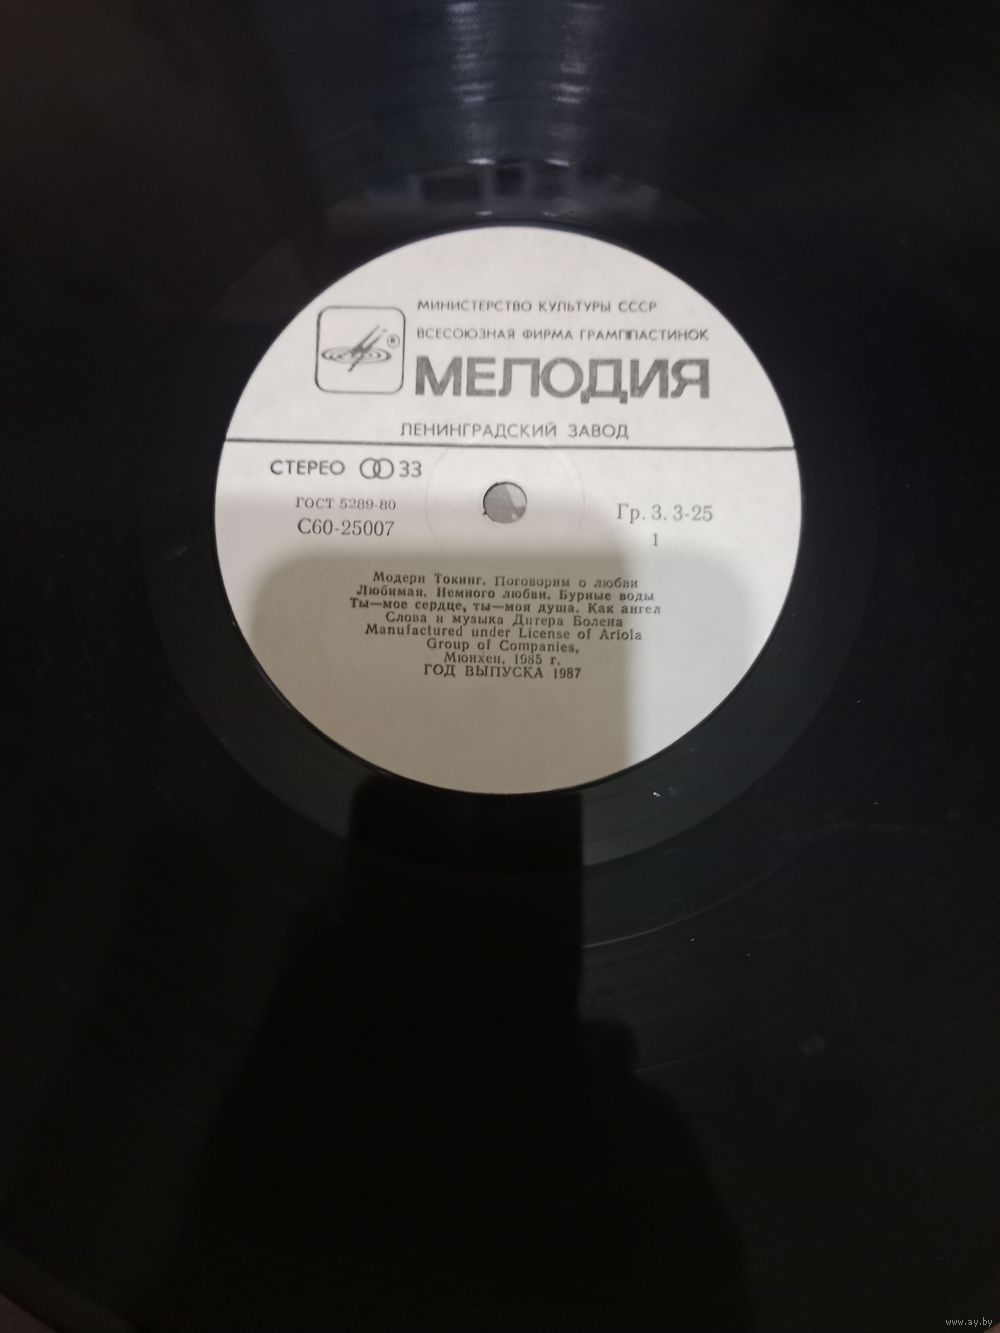 МИНИСТЕРСТВО КУЛЬТУРЫ СССР
ВСЕСОЮЗНАЯ ФИРМА ГРАМПЛАСТИНОК
®
МЕЛОДИЯ
ЛЕНИНГРАДСКИЙ ЗАВОД
СТЕРЕО 33
ГОСТ 5289-80
С60-25007
Гр. 3. 3-25
1
Модерн Токинг. Поговорим о любви
Любимая. Немного любви. Бурные воды
Ты—мое сердце, ты—моя душа. Как ангел
Слова и музыка Дитера Болена
Manufactured under License of Ariola
Group of Companies,
Мюнхен, 1985 г.
ГОД ВЫПУСКА 1987
www.ay.by